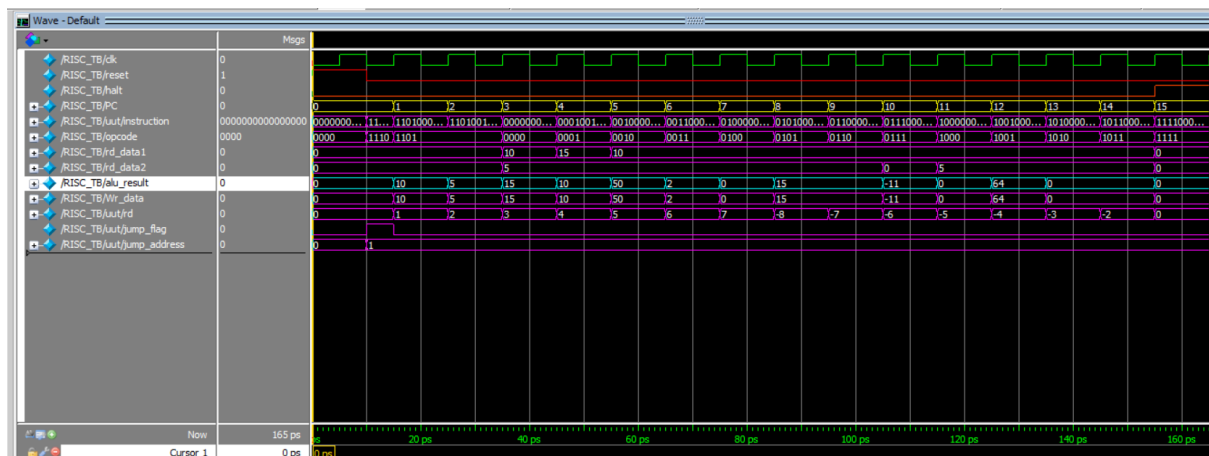 Wave - Default
Msgs
/RISC_TB/clk 0
/RISC_TB/reset 1
/RISC_TB/halt 0
/RISC_TB/PC 0 0 1 2 3 4 5 6 7 8 9 10 11 12 13 14 15
/RISC_TB/uut/instruction 0000000000000000 0000000... 11... 1101000... 1101001... 0000000... 0001001... 0010000... 0011000... 0100000... 0101000... 0110000... 0111000... 1000000... 1001000... 1010000... 1011000... 1111000...
/RISC_TB/uut/opcode 0000 0000 1110 1101 0000 0001 0010 0011 0100 0101 0110 0111 1000 1001 1010 1011 1111
/RISC_TB/rd_data1 0 0 10 15 10 0
/RISC_TB/rd_data2 0 0 5 0 5 0
/RISC_TB/alu_result 0 0 10 5 15 10 50 2 0 15 -11 0 64 0 0
/RISC_TB/Wr_data 0 0 10 5 15 10 50 2 0 15 -11 0 64 0 0
/RISC_TB/uut/rd 0 0 1 2 3 4 5 6 7 -8 -7 -6 -5 -4 -3 -2 0
/RISC_TB/uut/jump_flag 0
/RISC_TB/uut/jump_address 0 0 1
Now 165 ps ps 20 ps 40 ps 60 ps 80 ps 100 ps 120 ps 140 ps 160 ps
Cursor 1 0 ps 0 ps